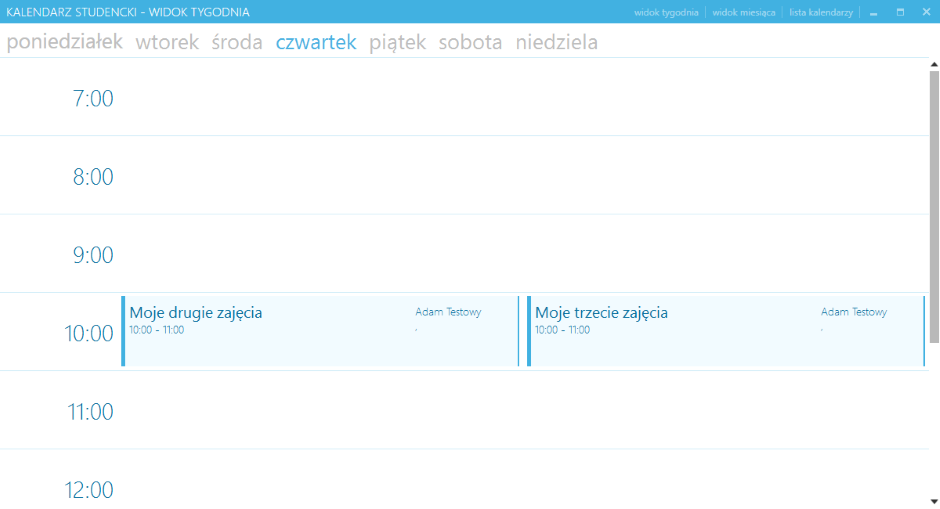 KALENDARZ STUDENCKI - WIDOK TYGODNIA
widok tygodnia | widok miesiąca | lista kalendarzy
poniedziałek wtorek środa czwartek piątek sobota niedziela
7:00
8:00
9:00
10:00
Moje drugie zajęcia Adam Testowy
10:00 - 11:00 ,
Moje trzecie zajęcia Adam Testowy
10:00 - 11:00 ,
11:00
12:00